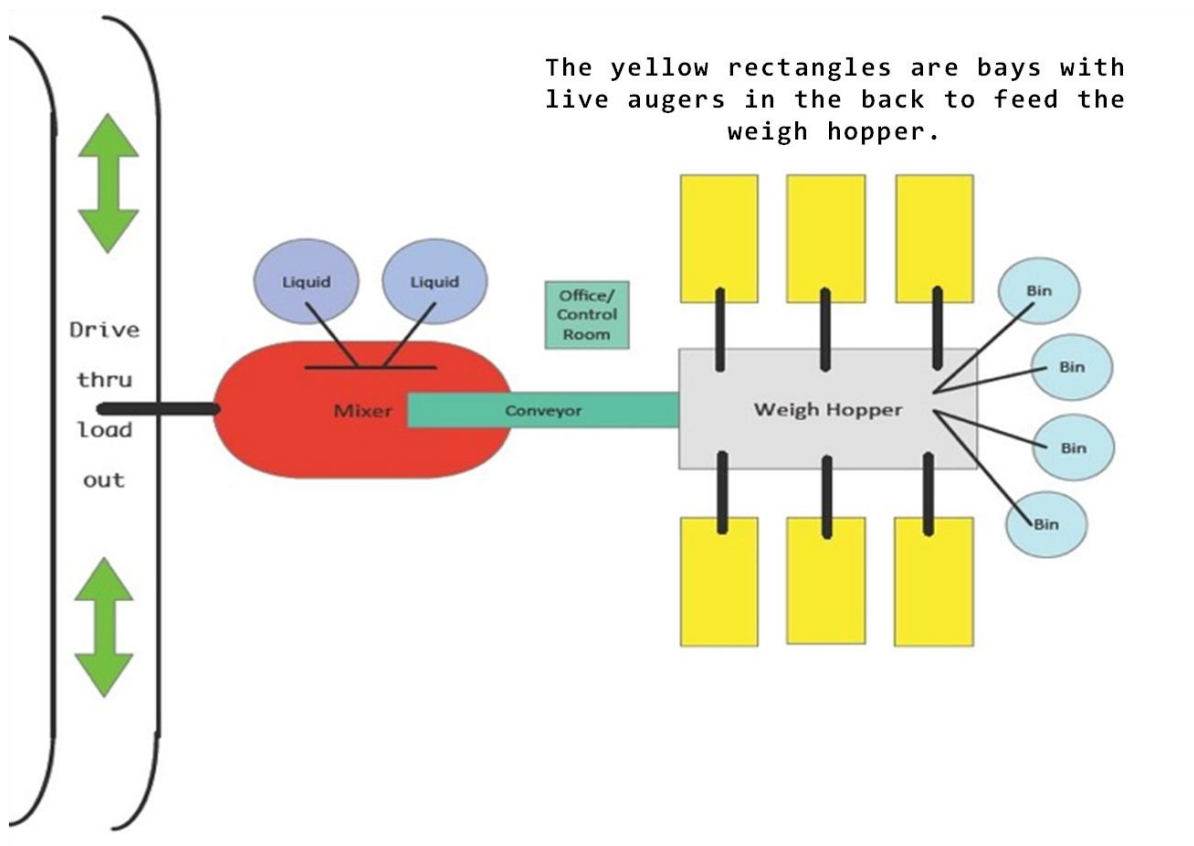 The yellow rectangles are bays with
live augers in the back to feed the
weigh hopper.
Liquid
Liquid
Office/
Control
Room
Bin
Bin
Bin
Bin
Drive
thru
load
out
Mixer
Conveyor
Weigh Hopper